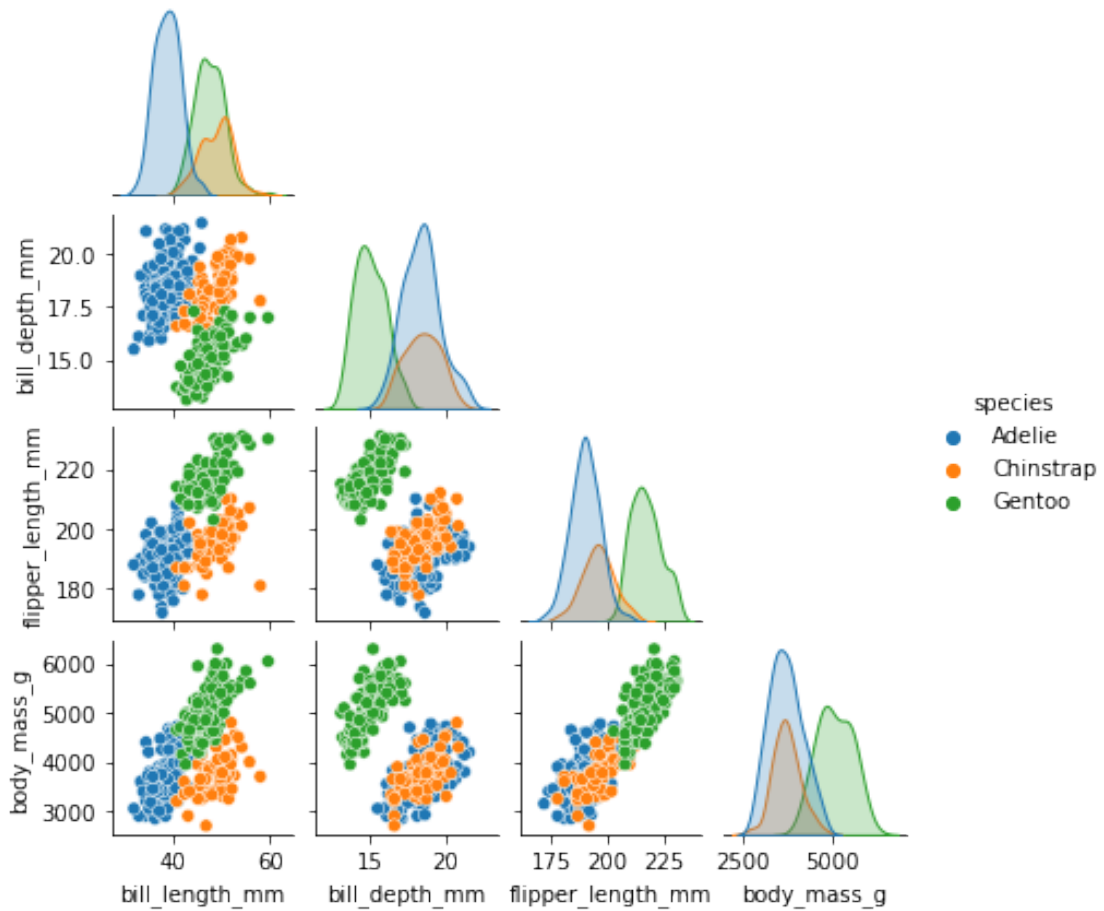 bill_depth_mm
20.0
17.5
15.0
flipper_length_mm
220
200
180
body_mass_g
6000
5000
4000
3000
40 60
bill_length_mm
15 20
bill_depth_mm
175 200 225
flipper_length_mm
2500 5000
body_mass_g
species
Adelie
Chinstrap
Gentoo